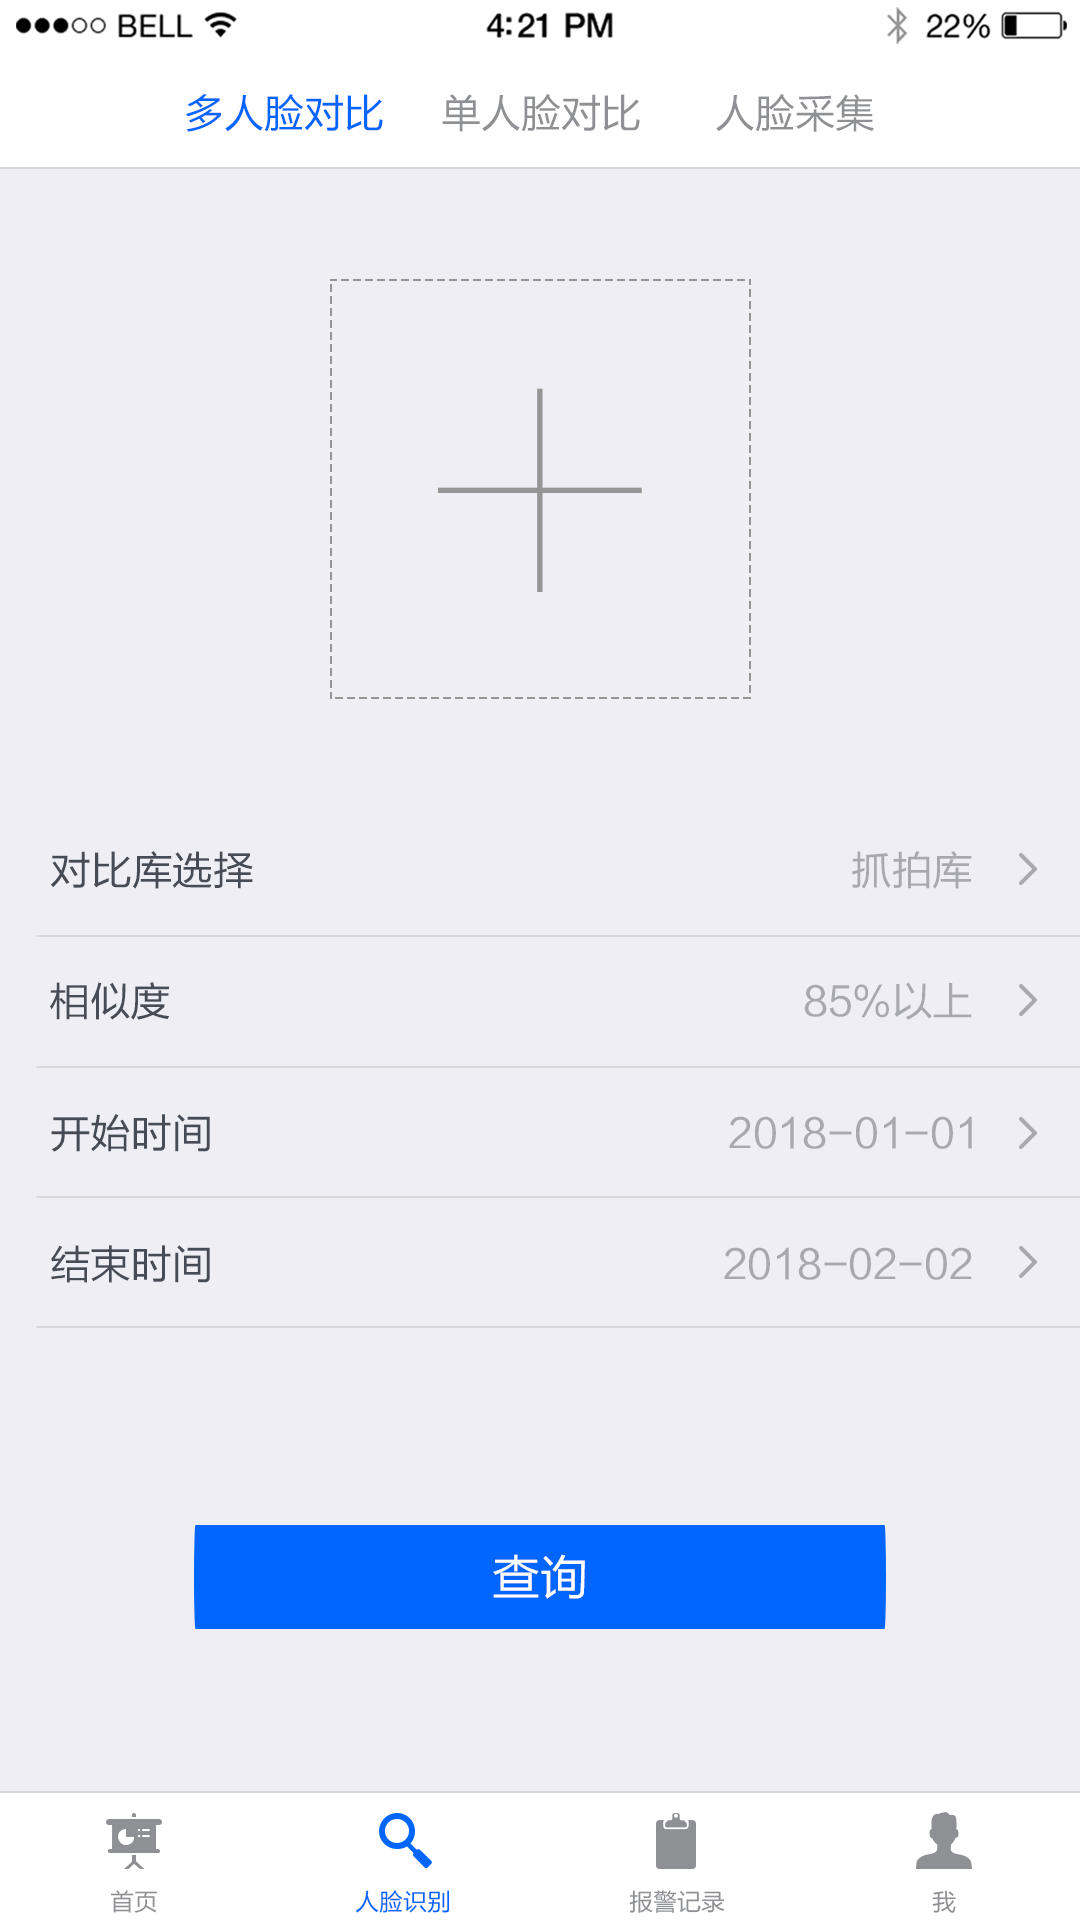 BELL 4:21 PM 22%
多人脸对比 单人脸对比 人脸采集
对比库选择 抓拍库
相似度 85%以上
开始时间 2018-01-01
结束时间 2018-02-02
查询
首页 人脸识别 报警记录 我